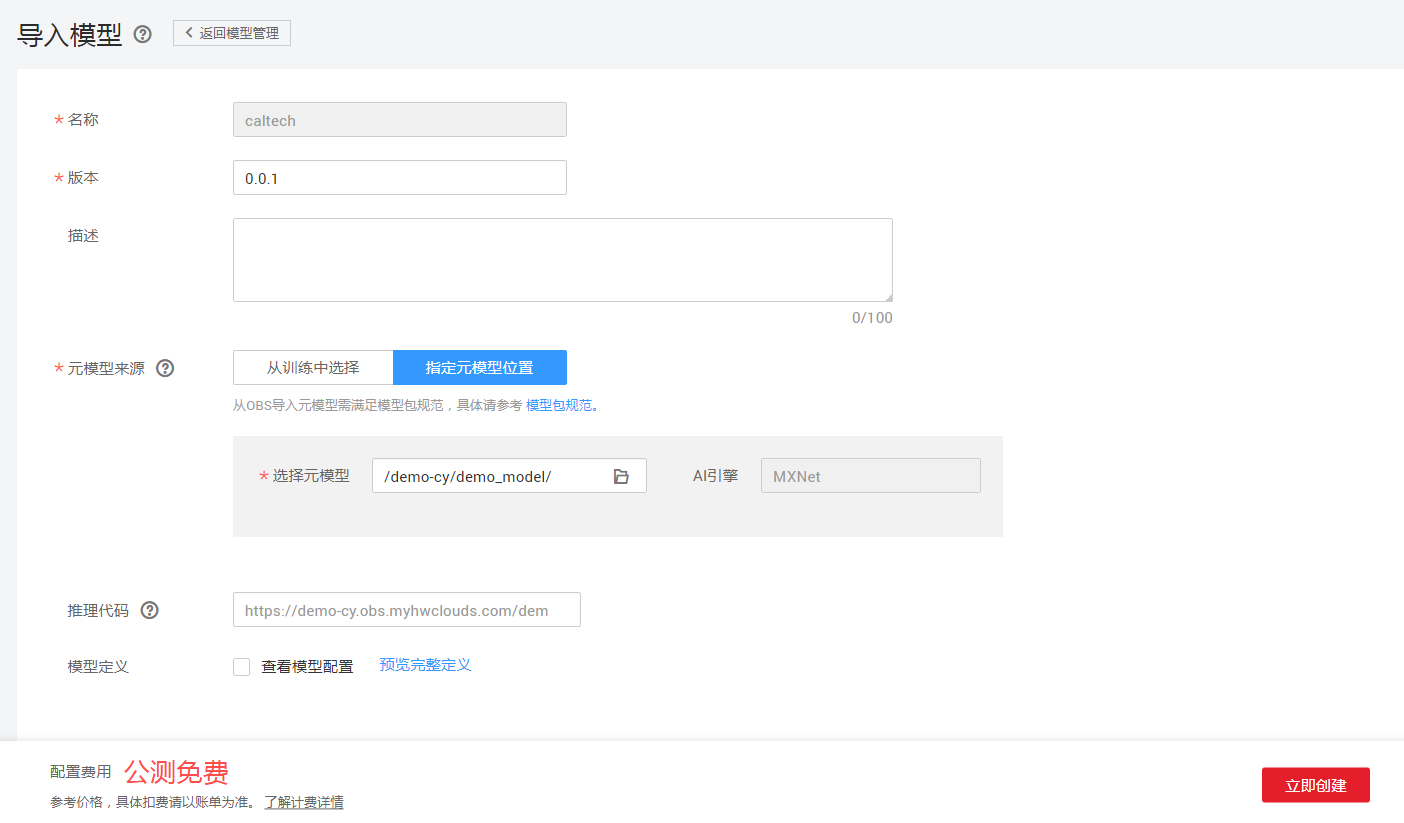 导入模型 ? < 返回模型管理
* 名称 caltech
* 版本 0.0.1
描述
0/100
* 元模型来源 ? 从训练中选择 指定元模型位置
从OBS导入元模型需满足模型包规范，具体请参考 模型包规范。
* 选择元模型 /demo-cy/demo_model/ AI引擎 MXNet
推理代码 ? https://demo-cy.obs.myhwclouds.com/dem
模型定义 查看模型配置 预览完整定义
配置费用 公测免费
参考价格，具体扣费请以账单为准。 了解计费详情
立即创建